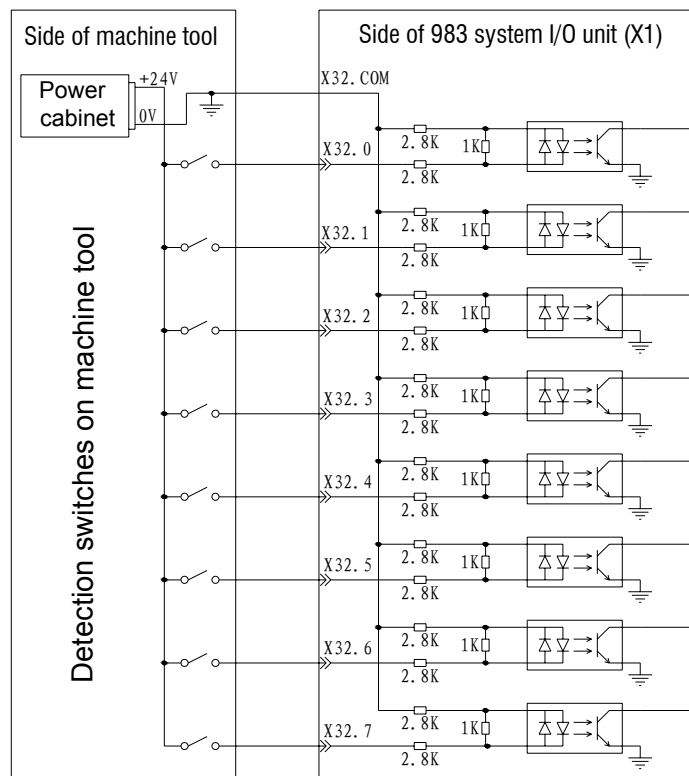 Side of machine tool
Side of 983 system I/O unit (X1)
Power
cabinet
+24V
0V
X32.COM
Detection switches on machine tool
2.8K
1K
X32.0
2.8K
2.8K
1K
X32.1
2.8K
2.8K
1K
X32.2
2.8K
2.8K
1K
X32.3
2.8K
2.8K
1K
X32.4
2.8K
2.8K
1K
X32.5
2.8K
2.8K
1K
X32.6
2.8K
2.8K
1K
X32.7
2.8K